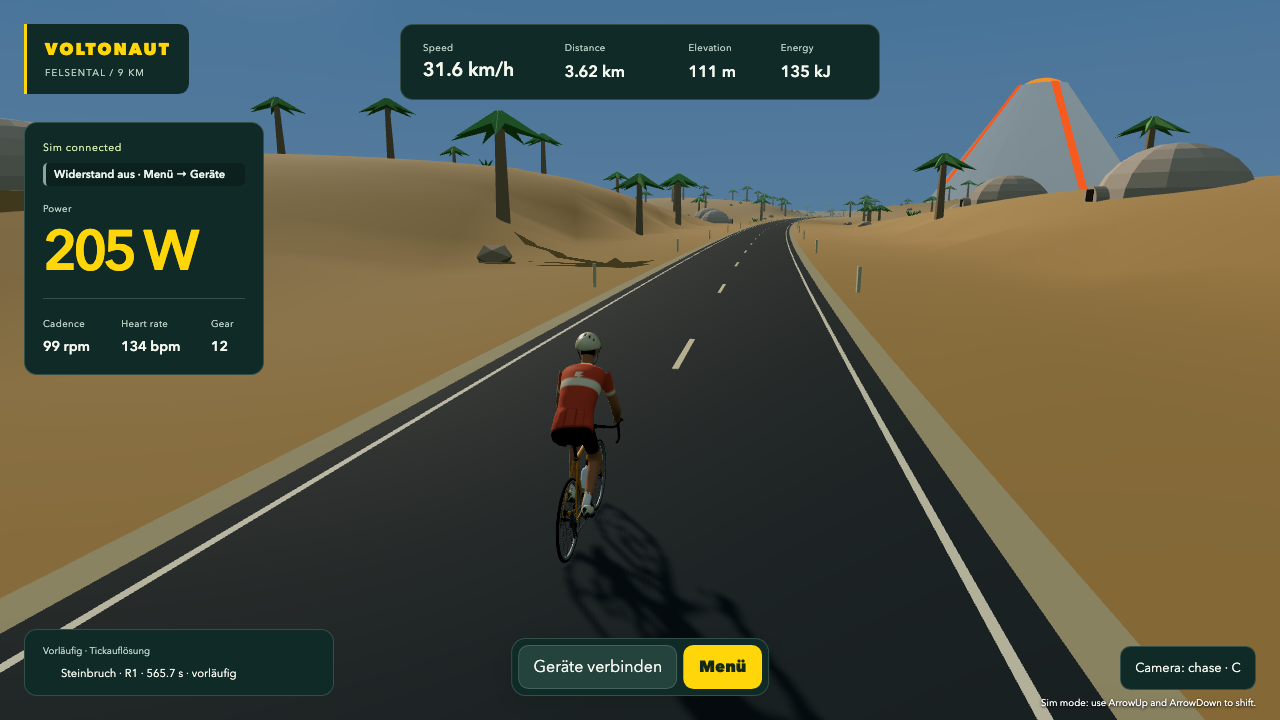 VOLTONAUT
FELSENTAL / 9 KM
Speed Distance Elevation Energy
31.6 km/h 3.62 km 111 m 135 kJ
Sim connected
Widerstand aus · Menü → Geräte
Power
205 W
Cadence Heart rate Gear
99 rpm 134 bpm 12
Vorläufig · Tickauflösung
Steinbruch · R1 · 565.7 s · vorläufig
Geräte verbinden Menü
Camera: chase · C
Sim mode: use ArrowUp and ArrowDown to shift.